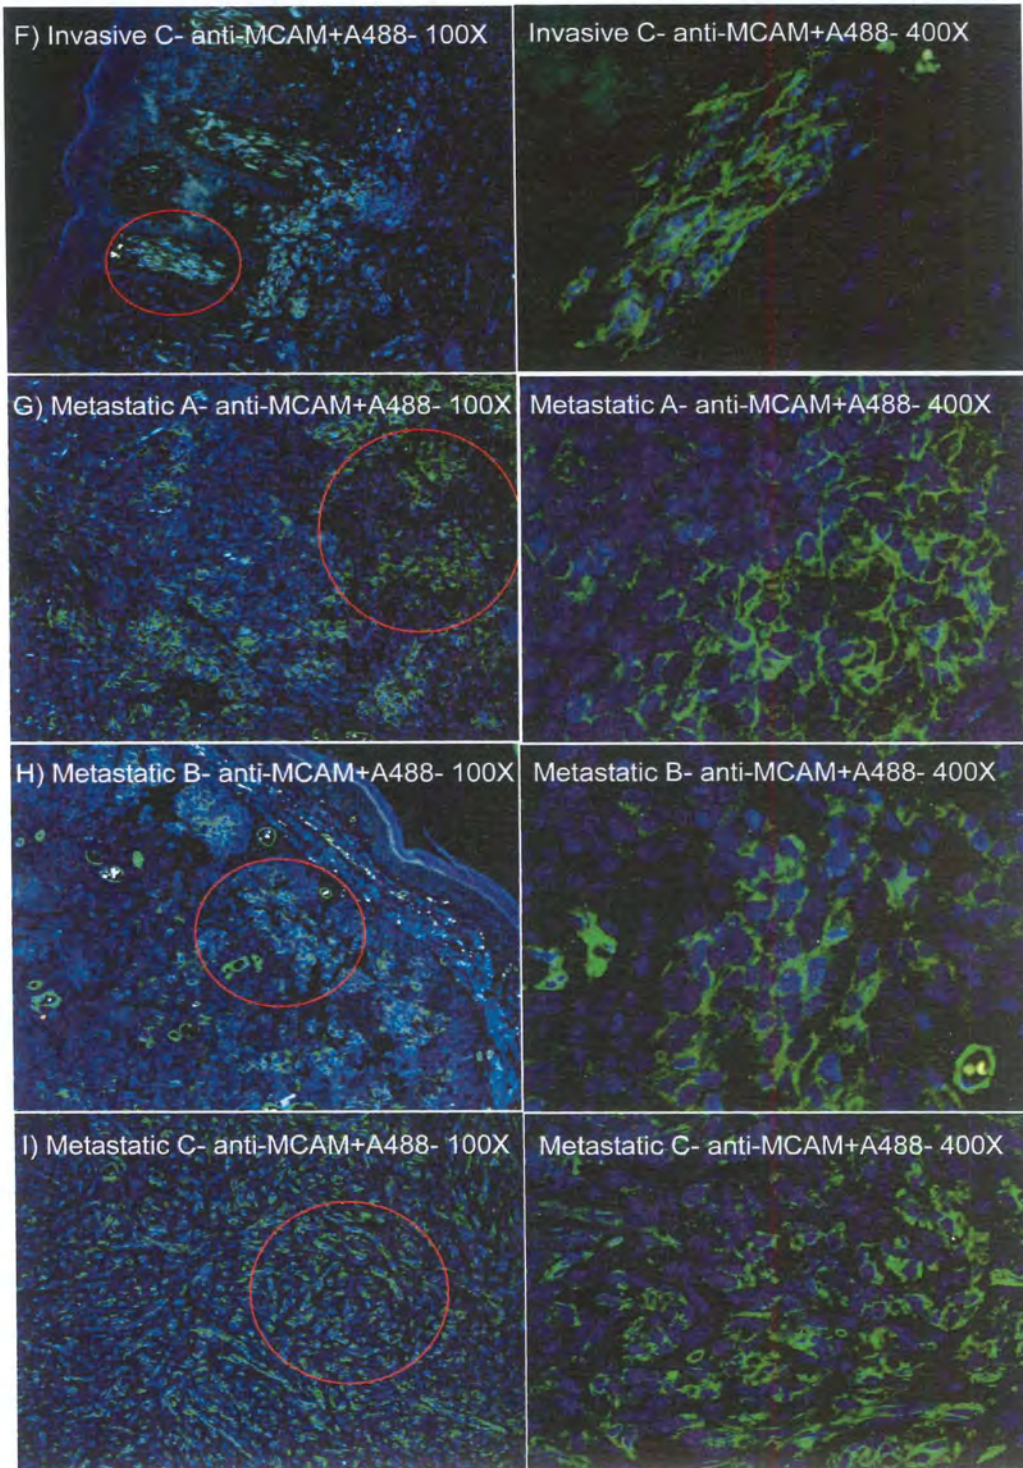 F) Invasive C- anti-MCAM+A488- 100X
Invasive C- anti-MCAM+A488- 400X
G) Metastatic A- anti-MCAM+A488- 100X
Metastatic A- anti-MCAM+A488- 400X
H) Metastatic B- anti-MCAM+A488- 100X
Metastatic B- anti-MCAM+A488- 400X
I) Metastatic C- anti-MCAM+A488- 100X
Metastatic C- anti-MCAM+A488- 400X